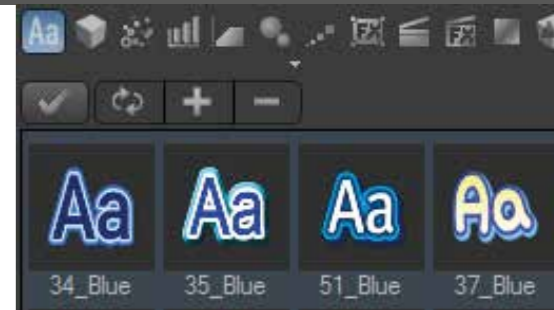 Aa FX FX
Aa Aa Aa Aa
34_Blue 35_Blue 51_Blue 37_Blue